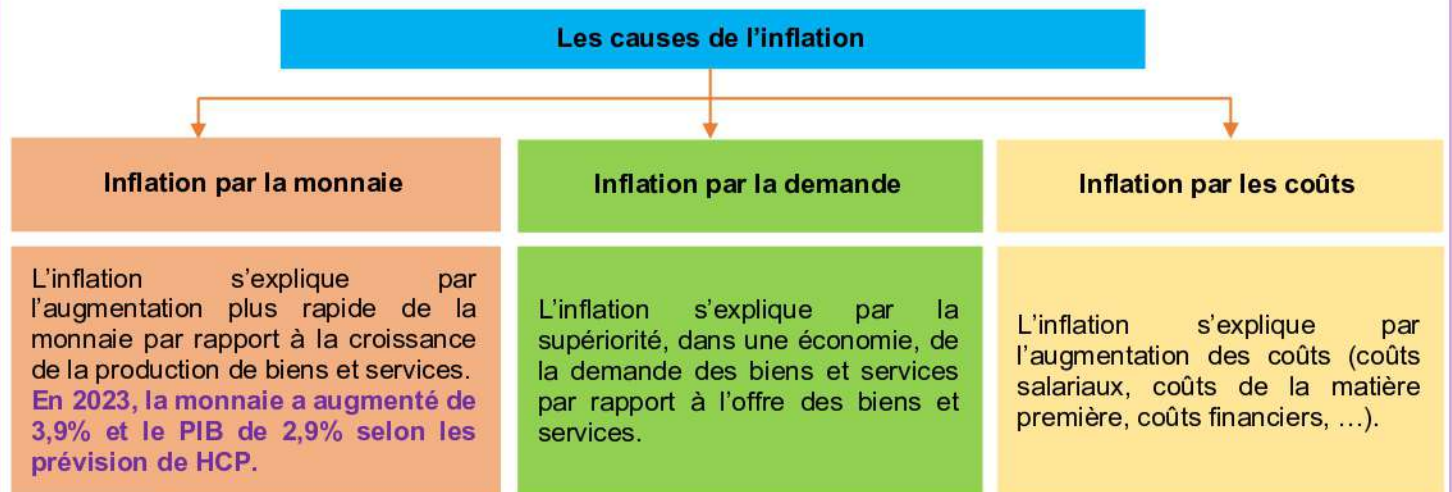 Les causes de l'inflation
Inflation par la monnaie
L'inflation s'explique par
l'augmentation plus rapide de la
monnaie par rapport à la croissance
de la production de biens et services.
En 2023, la monnaie a augmenté de
3,9% et le PIB de 2,9% selon les
prévision de HCP.
Inflation par la demande
L'inflation s'explique par la
supériorité, dans une économie, de
la demande des biens et services
par rapport à l'offre des biens et
services.
Inflation par les coûts
L'inflation s'explique par
l'augmentation des coûts (coûts
salariaux, coûts de la matière
première, coûts financiers, …).